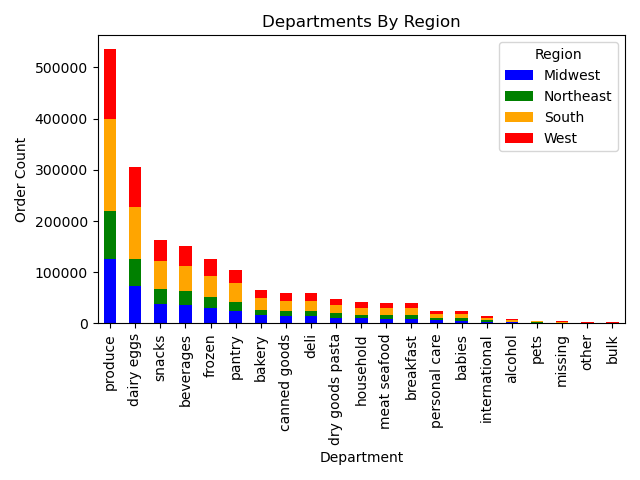 Departments By Region
Order Count
500000
400000
300000
200000
100000
0
Region
Midwest
Northeast
South
West
produce
dairy eggs
snacks
beverages
frozen
pantry
bakery
canned goods
deli
dry goods pasta
household
meat seafood
breakfast
personal care
babies
international
alcohol
pets
missing
other
bulk
Department